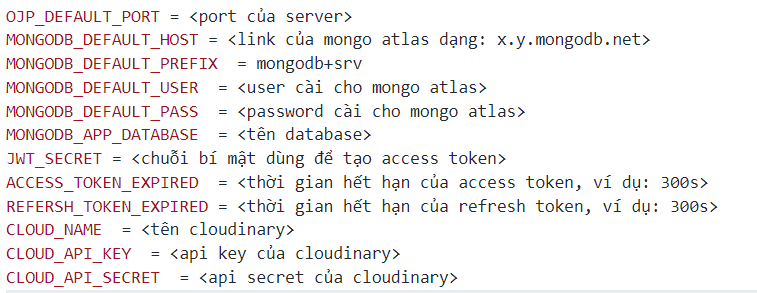 OJP_DEFAULT_PORT = <port của server>
MONGODB_DEFAULT_HOST = <link của mongo atlas dạng: x.y.mongodb.net>
MONGODB_DEFAULT_PREFIX  = mongodb+srv
MONGODB_DEFAULT_USER  = <user cài cho mongo atlas>
MONGODB_DEFAULT_PASS  = <password cài cho mongo atlas>
MONGODB_APP_DATABASE  = <tên database>
JWT_SECRET = <chuỗi bí mật dùng để tạo access token>
ACCESS_TOKEN_EXPIRED  = <thời gian hết hạn của access token, ví dụ: 300s>
REFERSH_TOKEN_EXPIRED = <thời gian hết hạn của refresh token, ví dụ: 300s>
CLOUD_NAME  = <tên cloudinary>
CLOUD_API_KEY  = <api key của cloudinary>
CLOUD_API_SECRET  = <api secret của cloudinary>